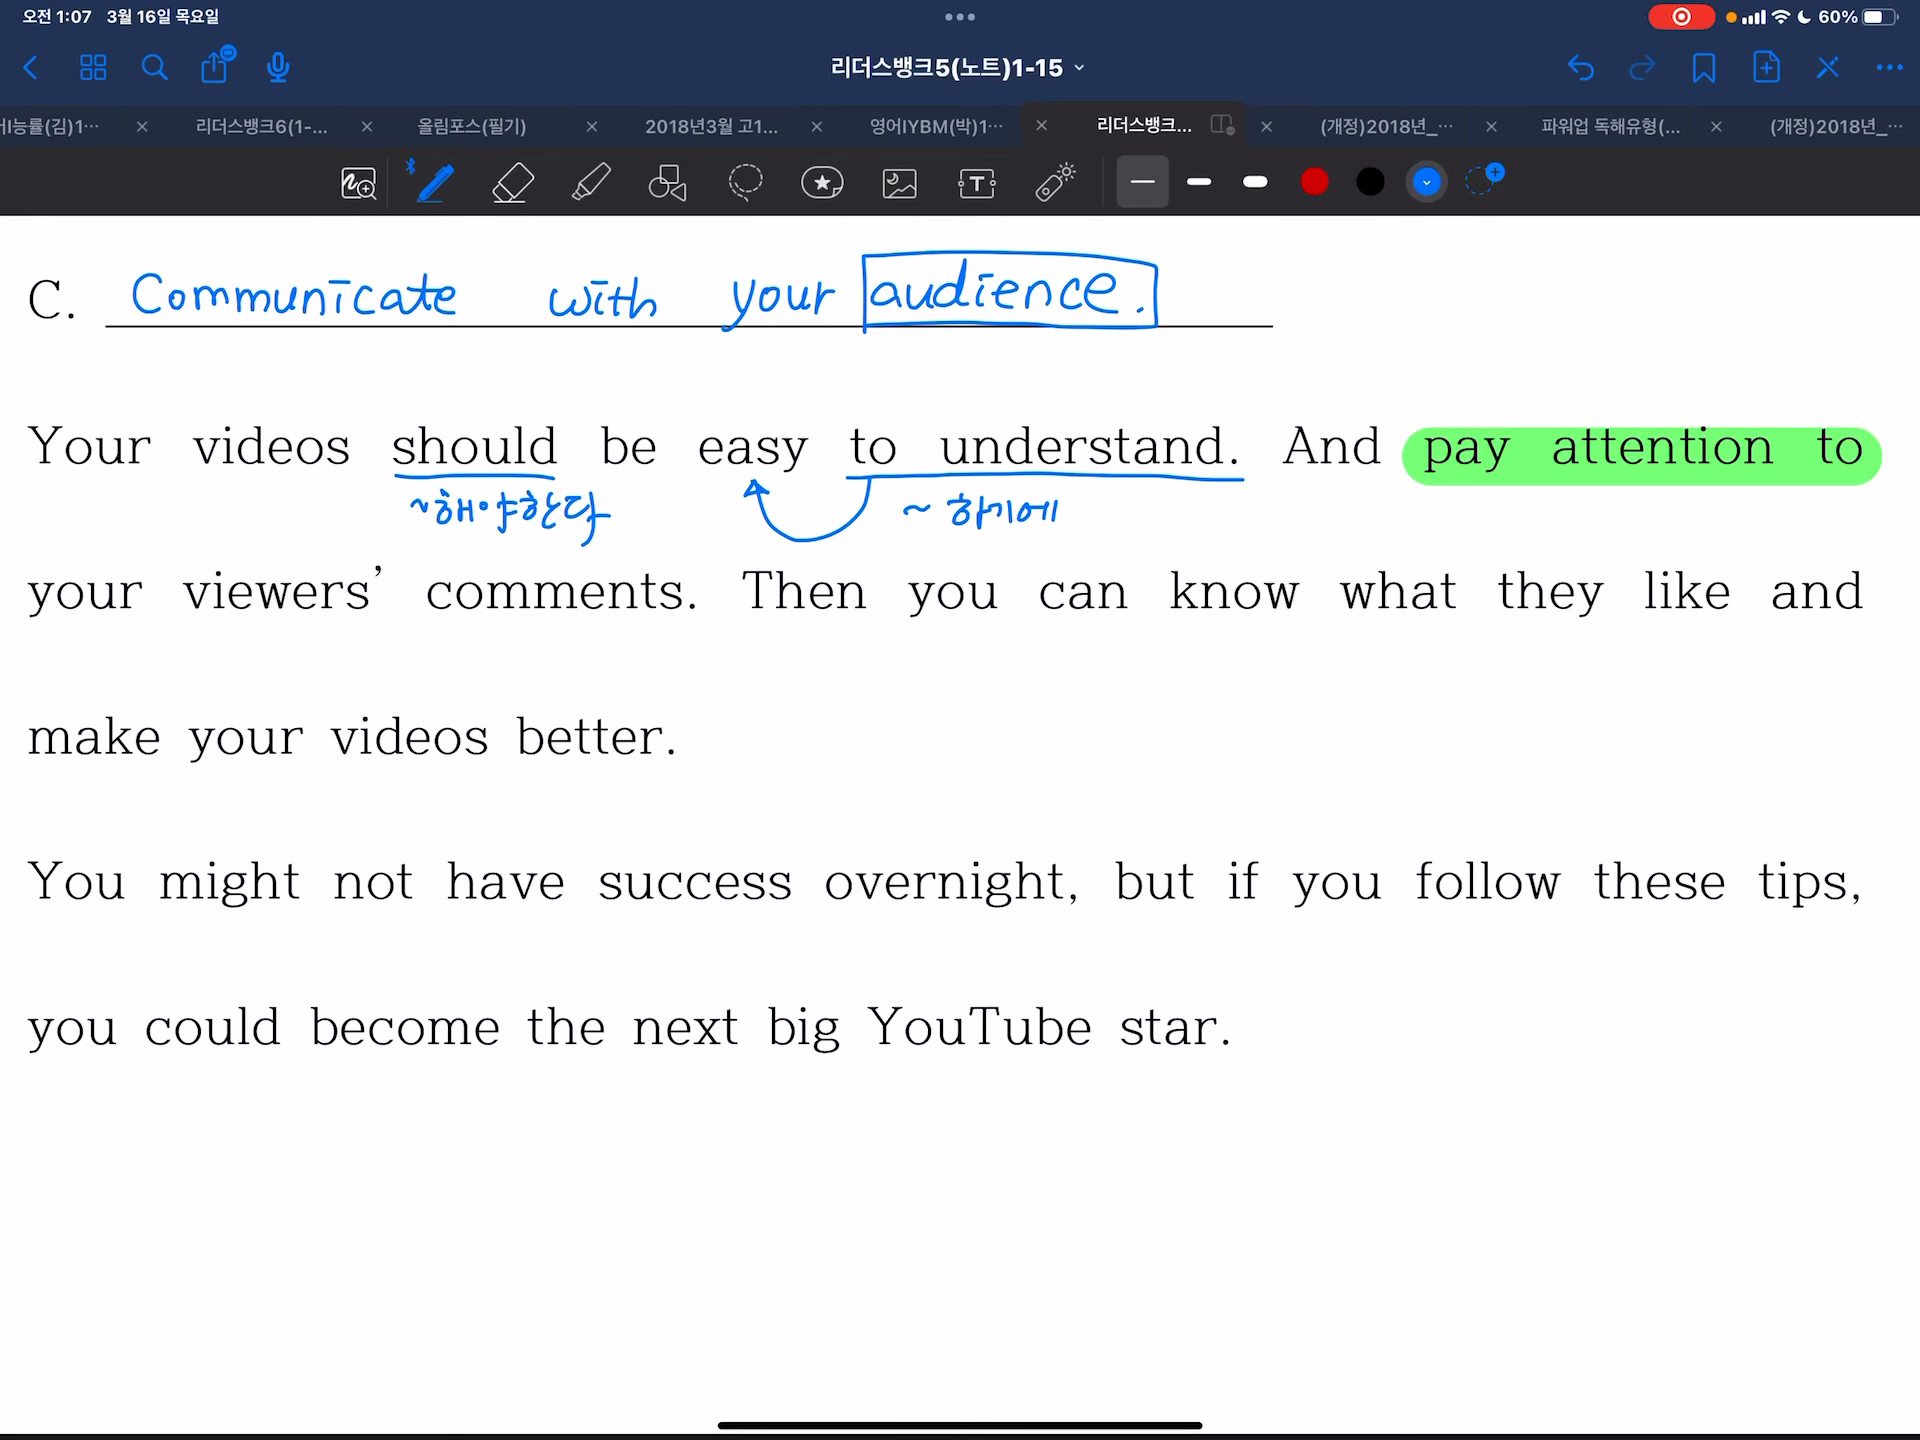 오전 1:07 3월 16일 목요일
60%
리더스뱅크5(노트)1-15
리더스뱅크6(1-...
올림포스(필기)
2018년3월 고1...
영어IYBM(박)1…
리더스뱅크...
(개정)2018년_…
파워업 독해유형(...
(개정)2018년_…
C. Communicate with your audience.
Your videos should be easy to understand. And pay attention to
~해야한다 ~ 하기에
your viewers’ comments. Then you can know what they like and
make your videos better.
You might not have success overnight, but if you follow these tips,
you could become the next big YouTube star.